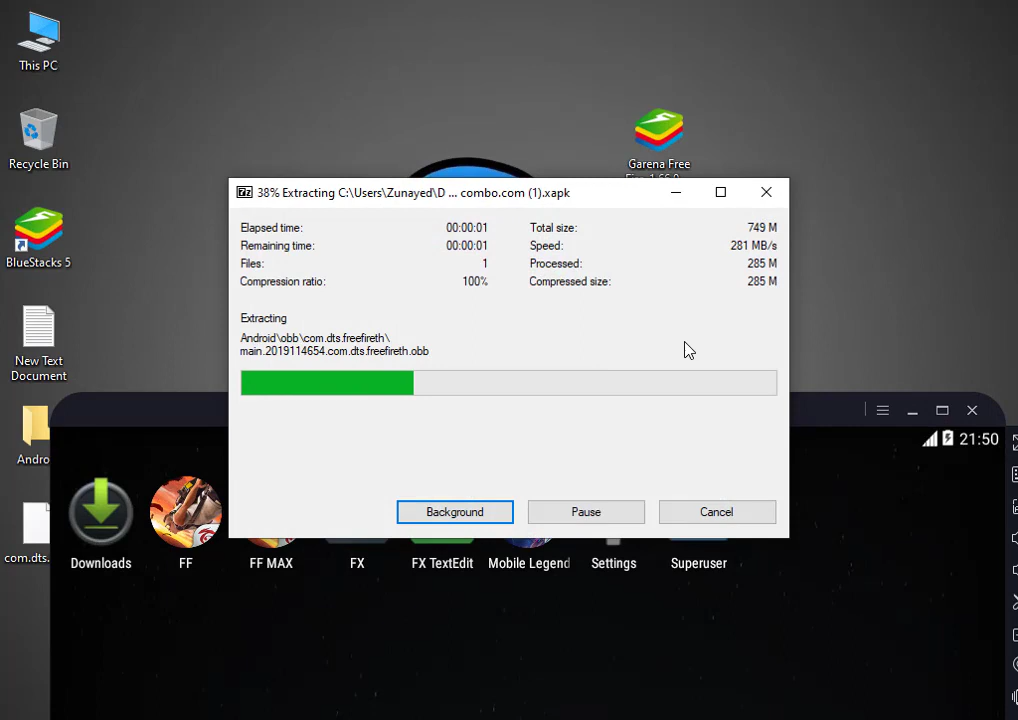 This PC
Recycle Bin
Garena Free
BlueStacks 5
New Text
Document
Andro
com.dts.
7z
38% Extracting C:\Users\Zunayed\D ... combo.com (1).xapk
Elapsed time: 00:00:01 Total size: 749 M
Remaining time: 00:00:01 Speed: 281 MB/s
Files: 1 Processed: 285 M
Compression ratio: 100% Compressed size: 285 M
Extracting
Android\obb\com.dts.freefireth\
main.2019114654.com.dts.freefireth.obb
Background Pause Cancel
21:50
Downloads FF FF MAX FX FX TextEdit Mobile Legend Settings Superuser